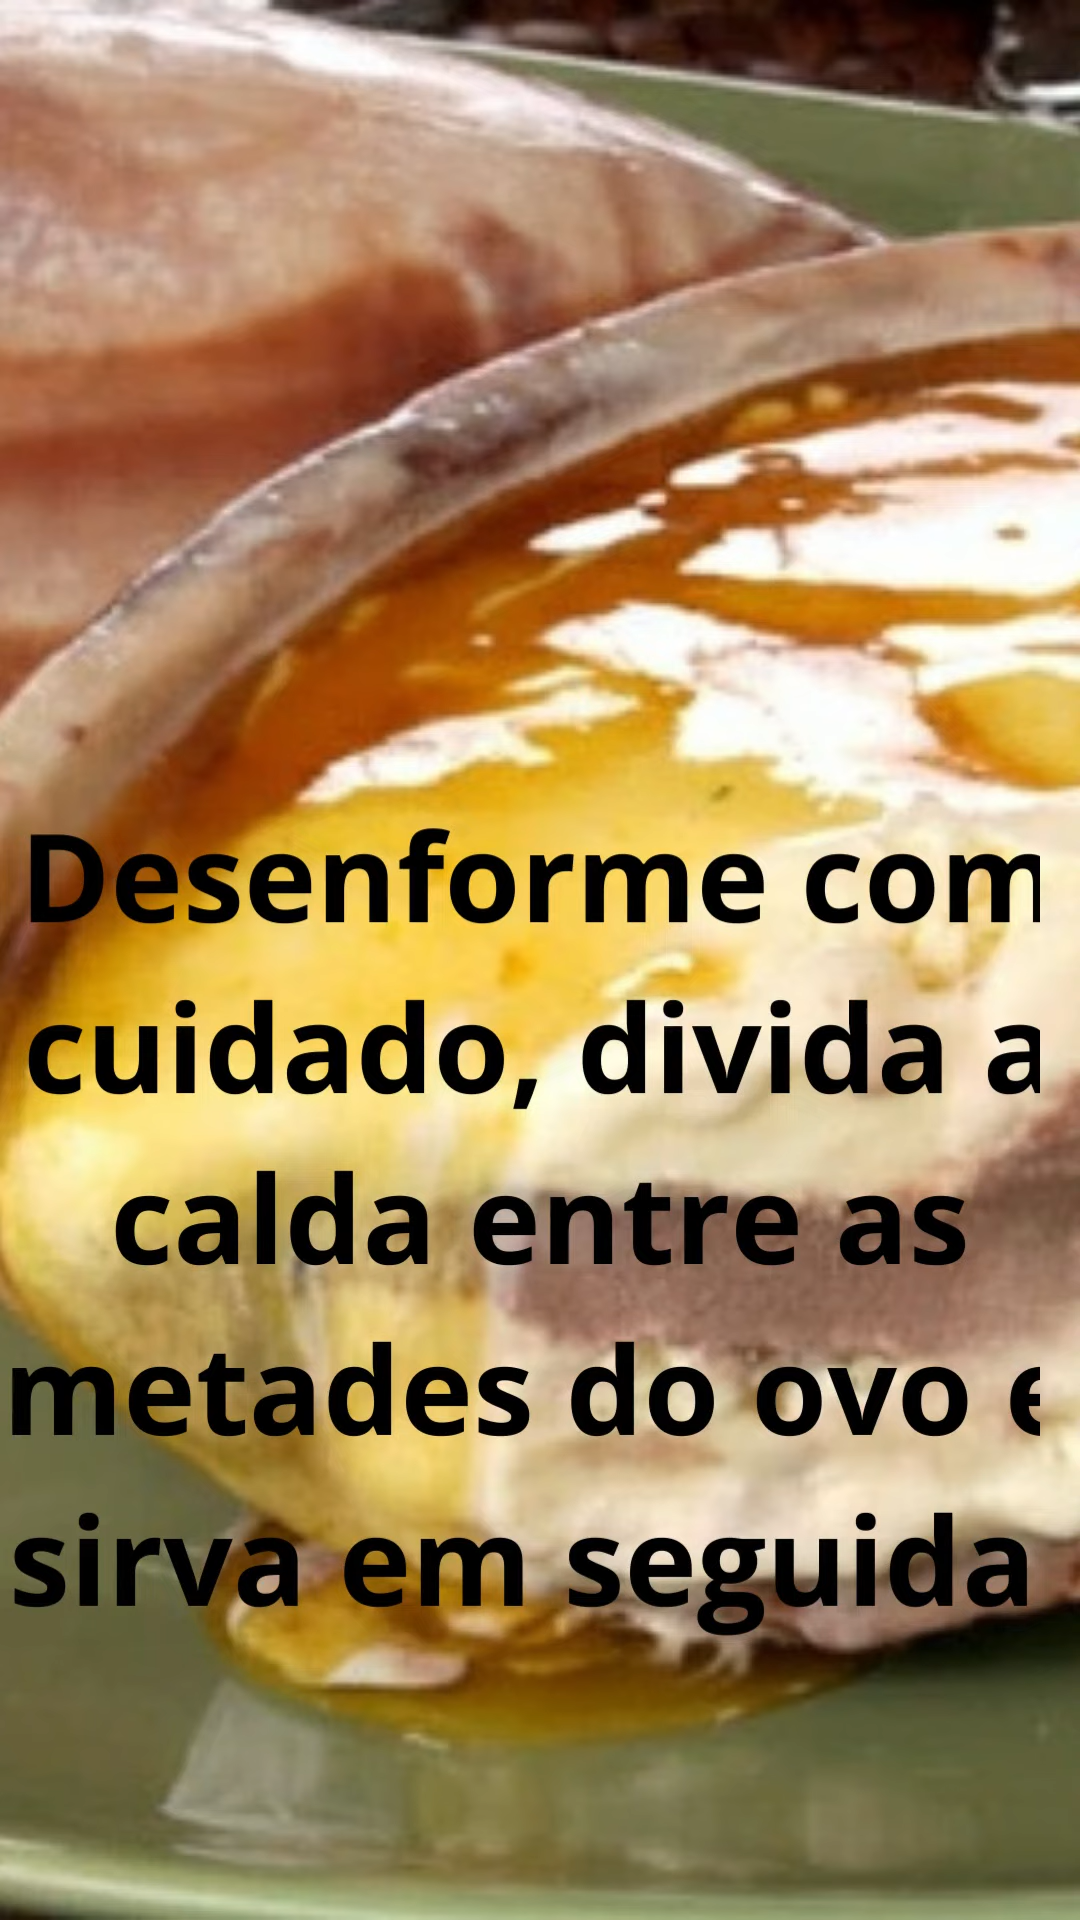 Desenforme com
cuidado, divida a
calda entre as
metades do ovo e
sirva em seguida